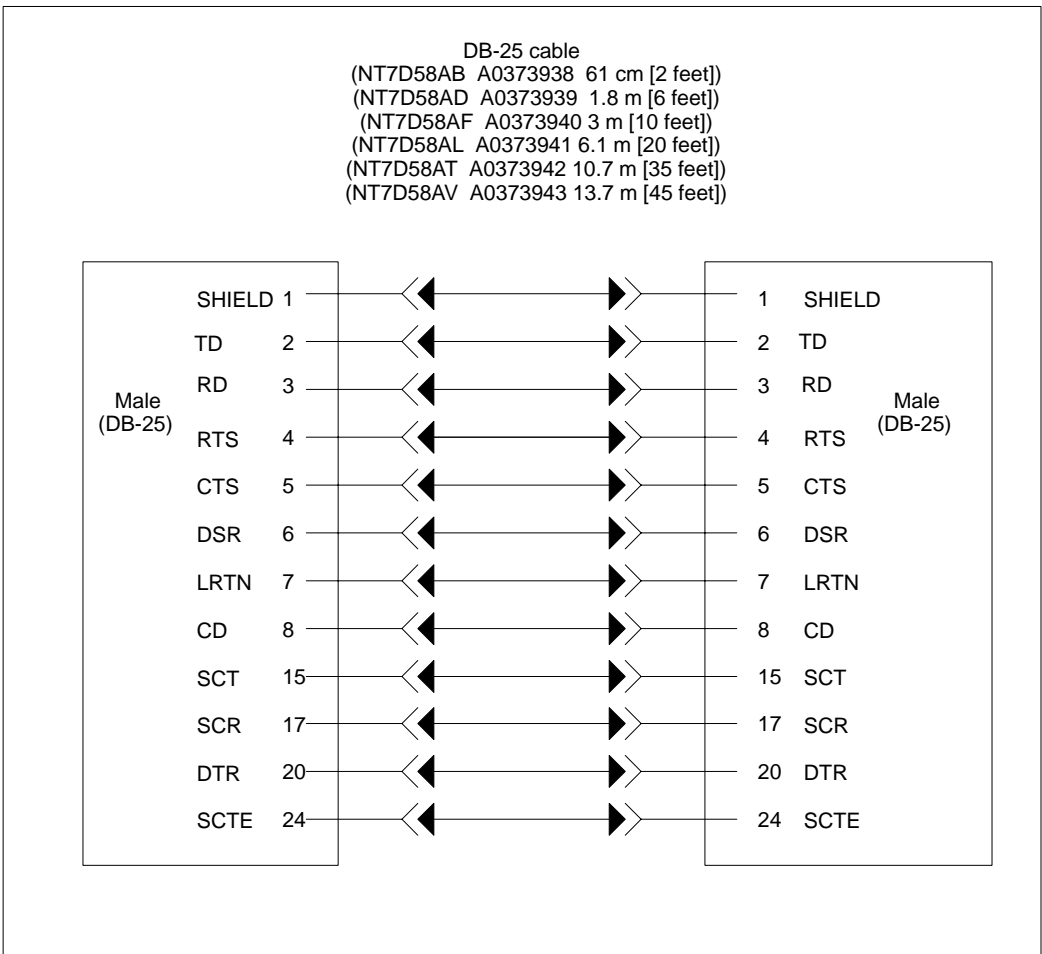 DB-25 cable
(NT7D58AB A0373938 61 cm [2 feet])
(NT7D58AD A0373939 1.8 m [6 feet])
(NT7D58AF A0373940 3 m [10 feet])
(NT7D58AL A0373941 6.1 m [20 feet])
(NT7D58AT A0373942 10.7 m [35 feet])
(NT7D58AV A0373943 13.7 m [45 feet])
SHIELD 1 1 SHIELD
TD 2 2 TD
RD 3 3 RD
Male
(DB-25)
Male
(DB-25)
RTS 4 4 RTS
CTS 5 5 CTS
DSR 6 6 DSR
LRTN 7 7 LRTN
CD 8 8 CD
SCT 15 15 SCT
SCR 17 17 SCR
DTR 20 20 DTR
SCTE 24 24 SCTE